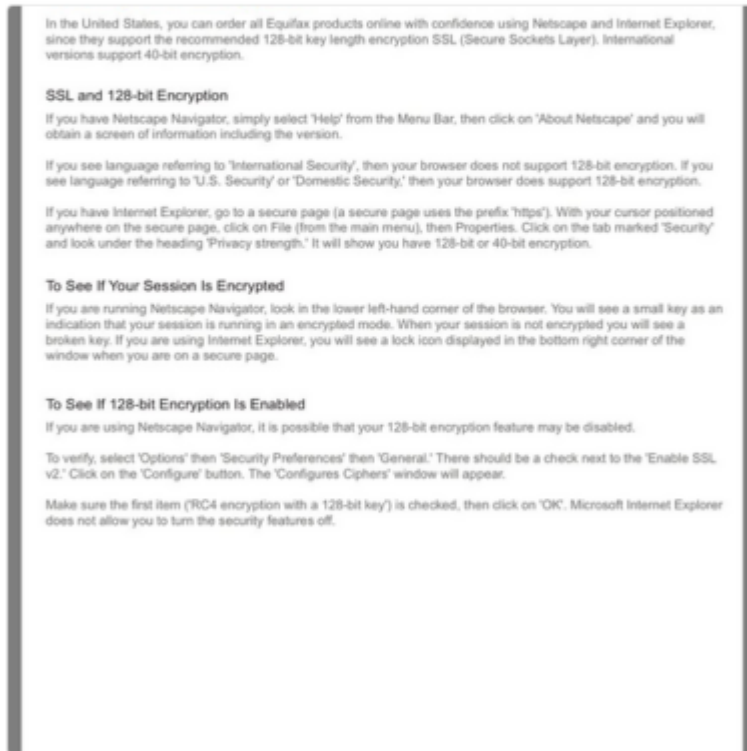 In the United States, you can order all Equifax products online with confidence using Netscape and Internet Explorer,
since they support the recommended 128-bit key length encryption SSL (Secure Sockets Layer). International
versions support 40-bit encryption.
SSL and 128-bit Encryption
If you have Netscape Navigator, simply select 'Help' from the Menu Bar, then click on 'About Netscape' and you will
obtain a screen of information including the version.
If you see language referring to 'International Security', then your browser does not support 128-bit encryption. If you
see language referring to 'U.S. Security' or 'Domestic Security,' then your browser does support 128-bit encryption.
If you have Internet Explorer, go to a secure page (a secure page uses the prefix 'https'). With your cursor positioned
anywhere on the secure page, click on File (from the main menu), then Properties. Click on the tab marked 'Security'
and look under the heading 'Privacy strength.' It will show you have 128-bit or 40-bit encryption.
To See If Your Session Is Encrypted
If you are running Netscape Navigator, look in the lower left-hand corner of the browser. You will see a small key as an
indication that your session is running in an encrypted mode. When your session is not encrypted you will see a
broken key. If you are using Internet Explorer, you will see a lock icon displayed in the bottom right corner of the
window when you are on a secure page.
To See If 128-bit Encryption Is Enabled
If you are using Netscape Navigator, it is possible that your 128-bit encryption feature may be disabled.
To verify, select 'Options' then 'Security Preferences' then 'General.' There should be a check next to the 'Enable SSL
v2.' Click on the 'Configure' button. The 'Configures Ciphers' window will appear.
Make sure the first item ('RC4 encryption with a 128-bit key') is checked, then click on 'OK'. Microsoft Internet Explorer
does not allow you to turn the security features off.